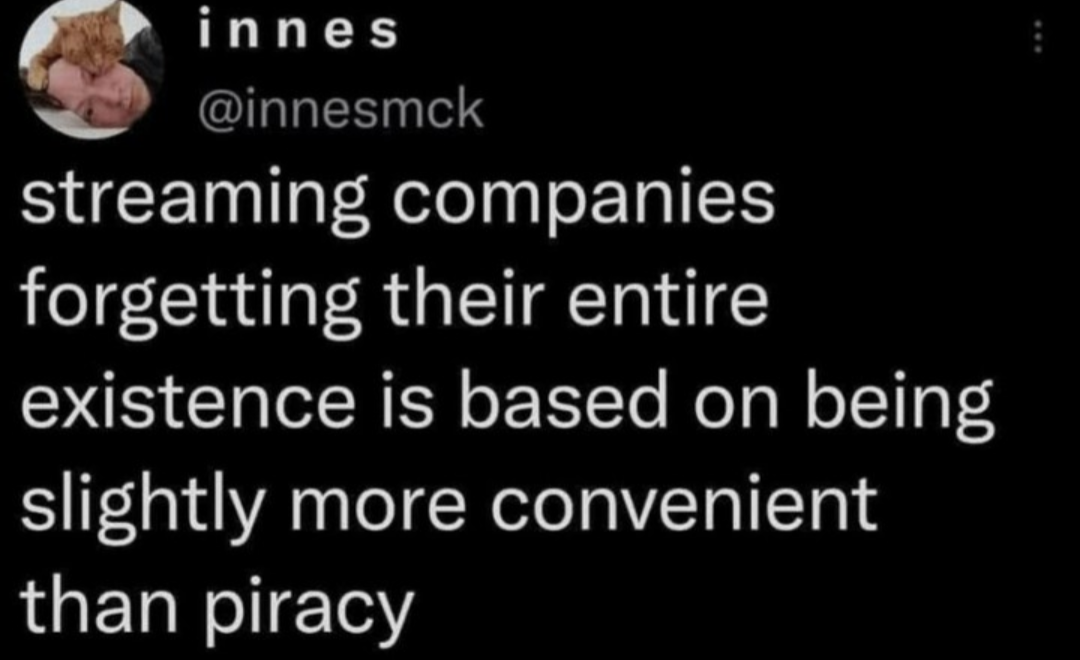 innes
@innesmck
streaming companies
forgetting their entire
existence is based on being
slightly more convenient
than piracy